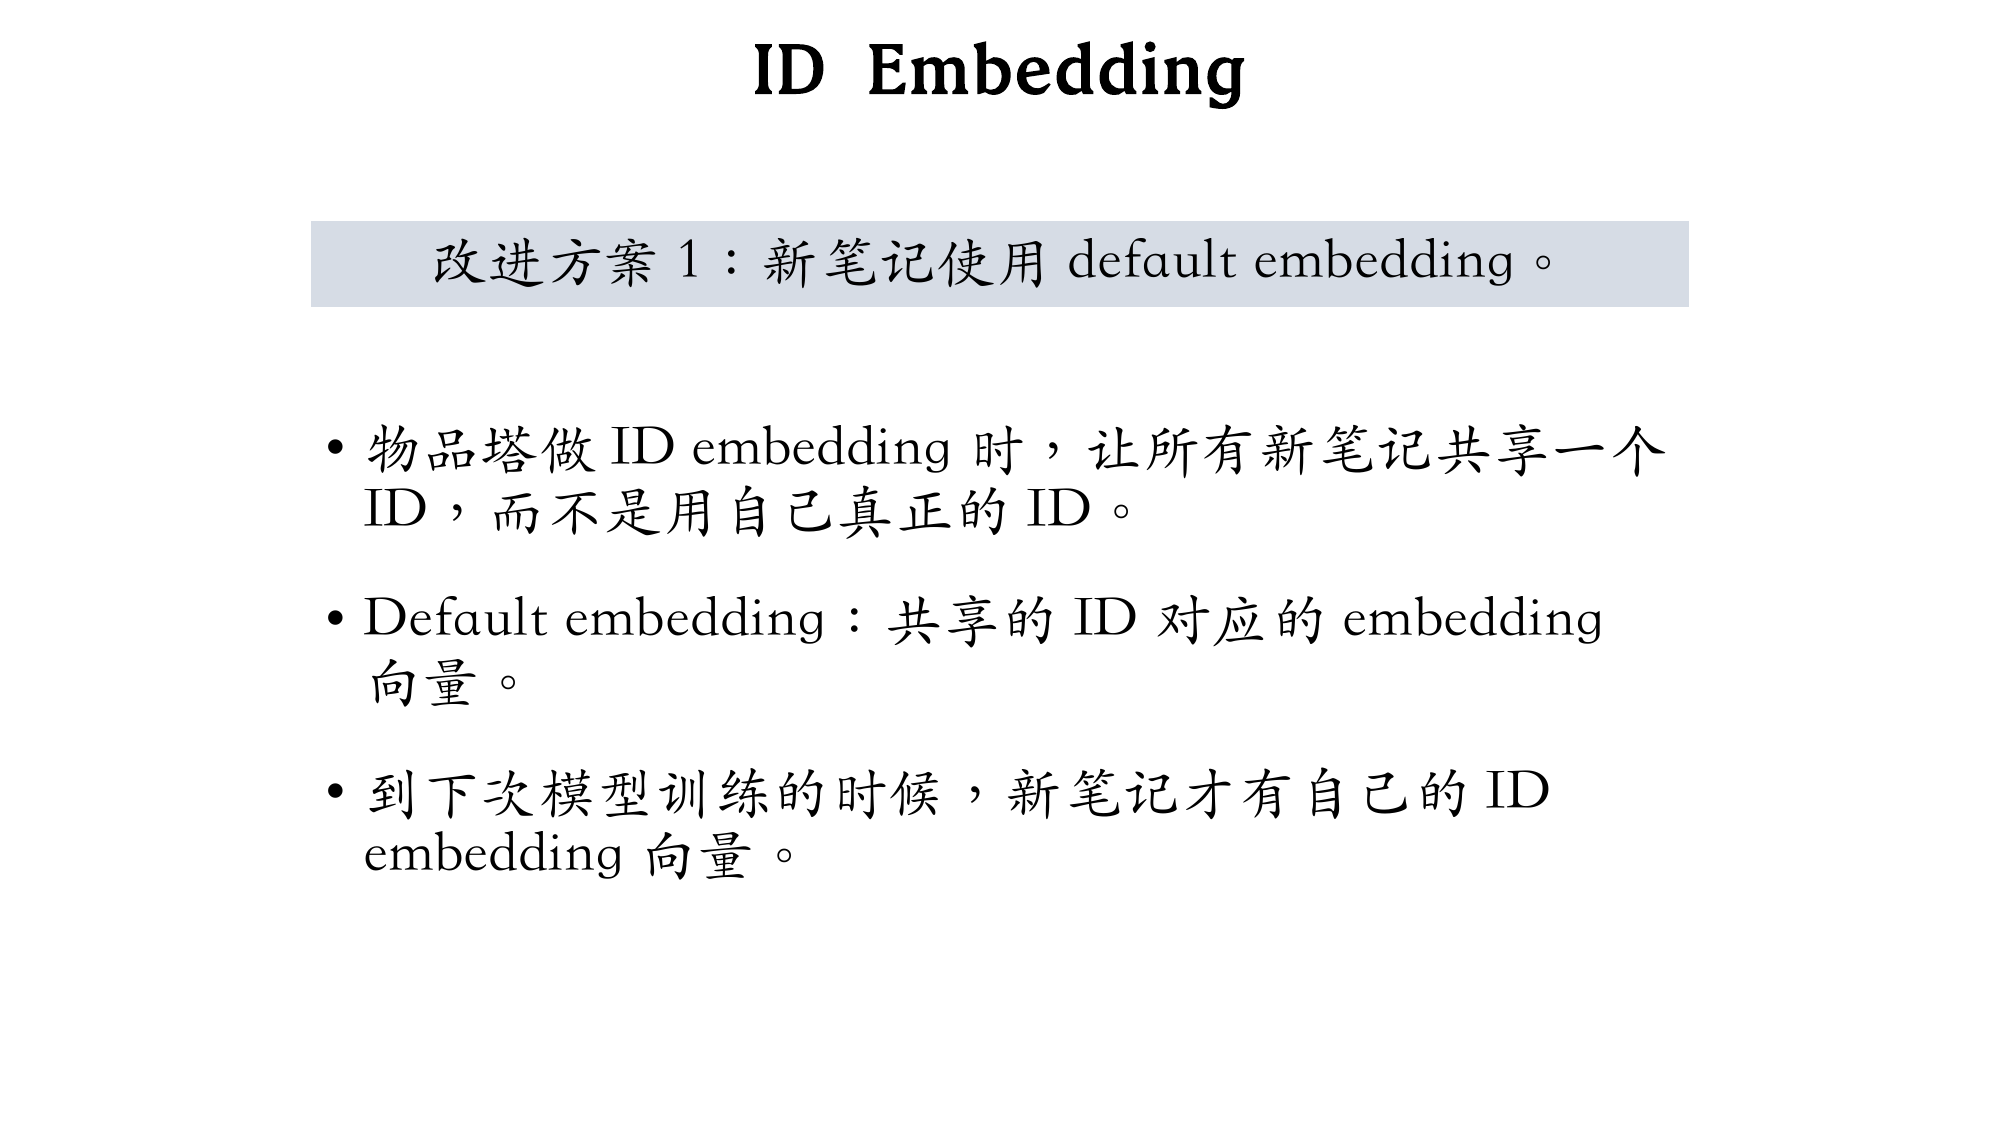 ID Embedding
改进方案 1：新笔记使用 default embedding。
• 物品塔做 ID embedding 时，让所有新笔记共享一个
ID，而不是用自己真正的 ID。
• Default embedding：共享的 ID 对应的 embedding
向量。
• 到下次模型训练的时候，新笔记才有自己的 ID
embedding 向量。